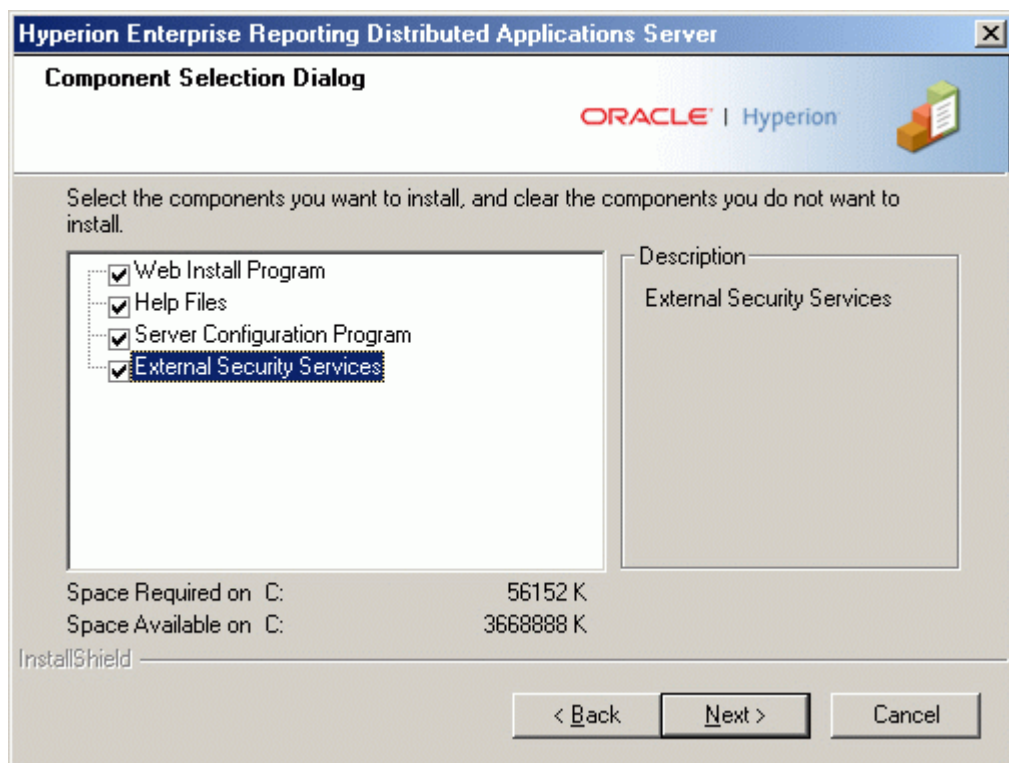 Hyperion Enterprise Reporting Distributed Applications Server
Component Selection Dialog
ORACLE | Hyperion
Select the components you want to install, and clear the components you do not want to
install.
Web Install Program
Help Files
Server Configuration Program
External Security Services
Description
External Security Services
Space Required on C: 56152 K
Space Available on C: 3668888 K
InstallShield
< Back
Next >
Cancel